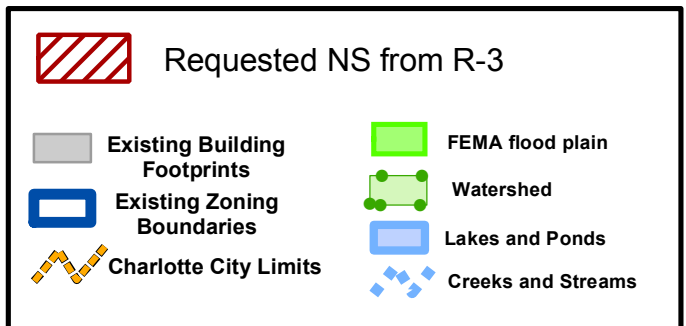 Requested NS from R-3
Existing Building
Footprints
Existing Zoning
Boundaries
Charlotte City Limits
FEMA flood plain
Watershed
Lakes and Ponds
Creeks and Streams